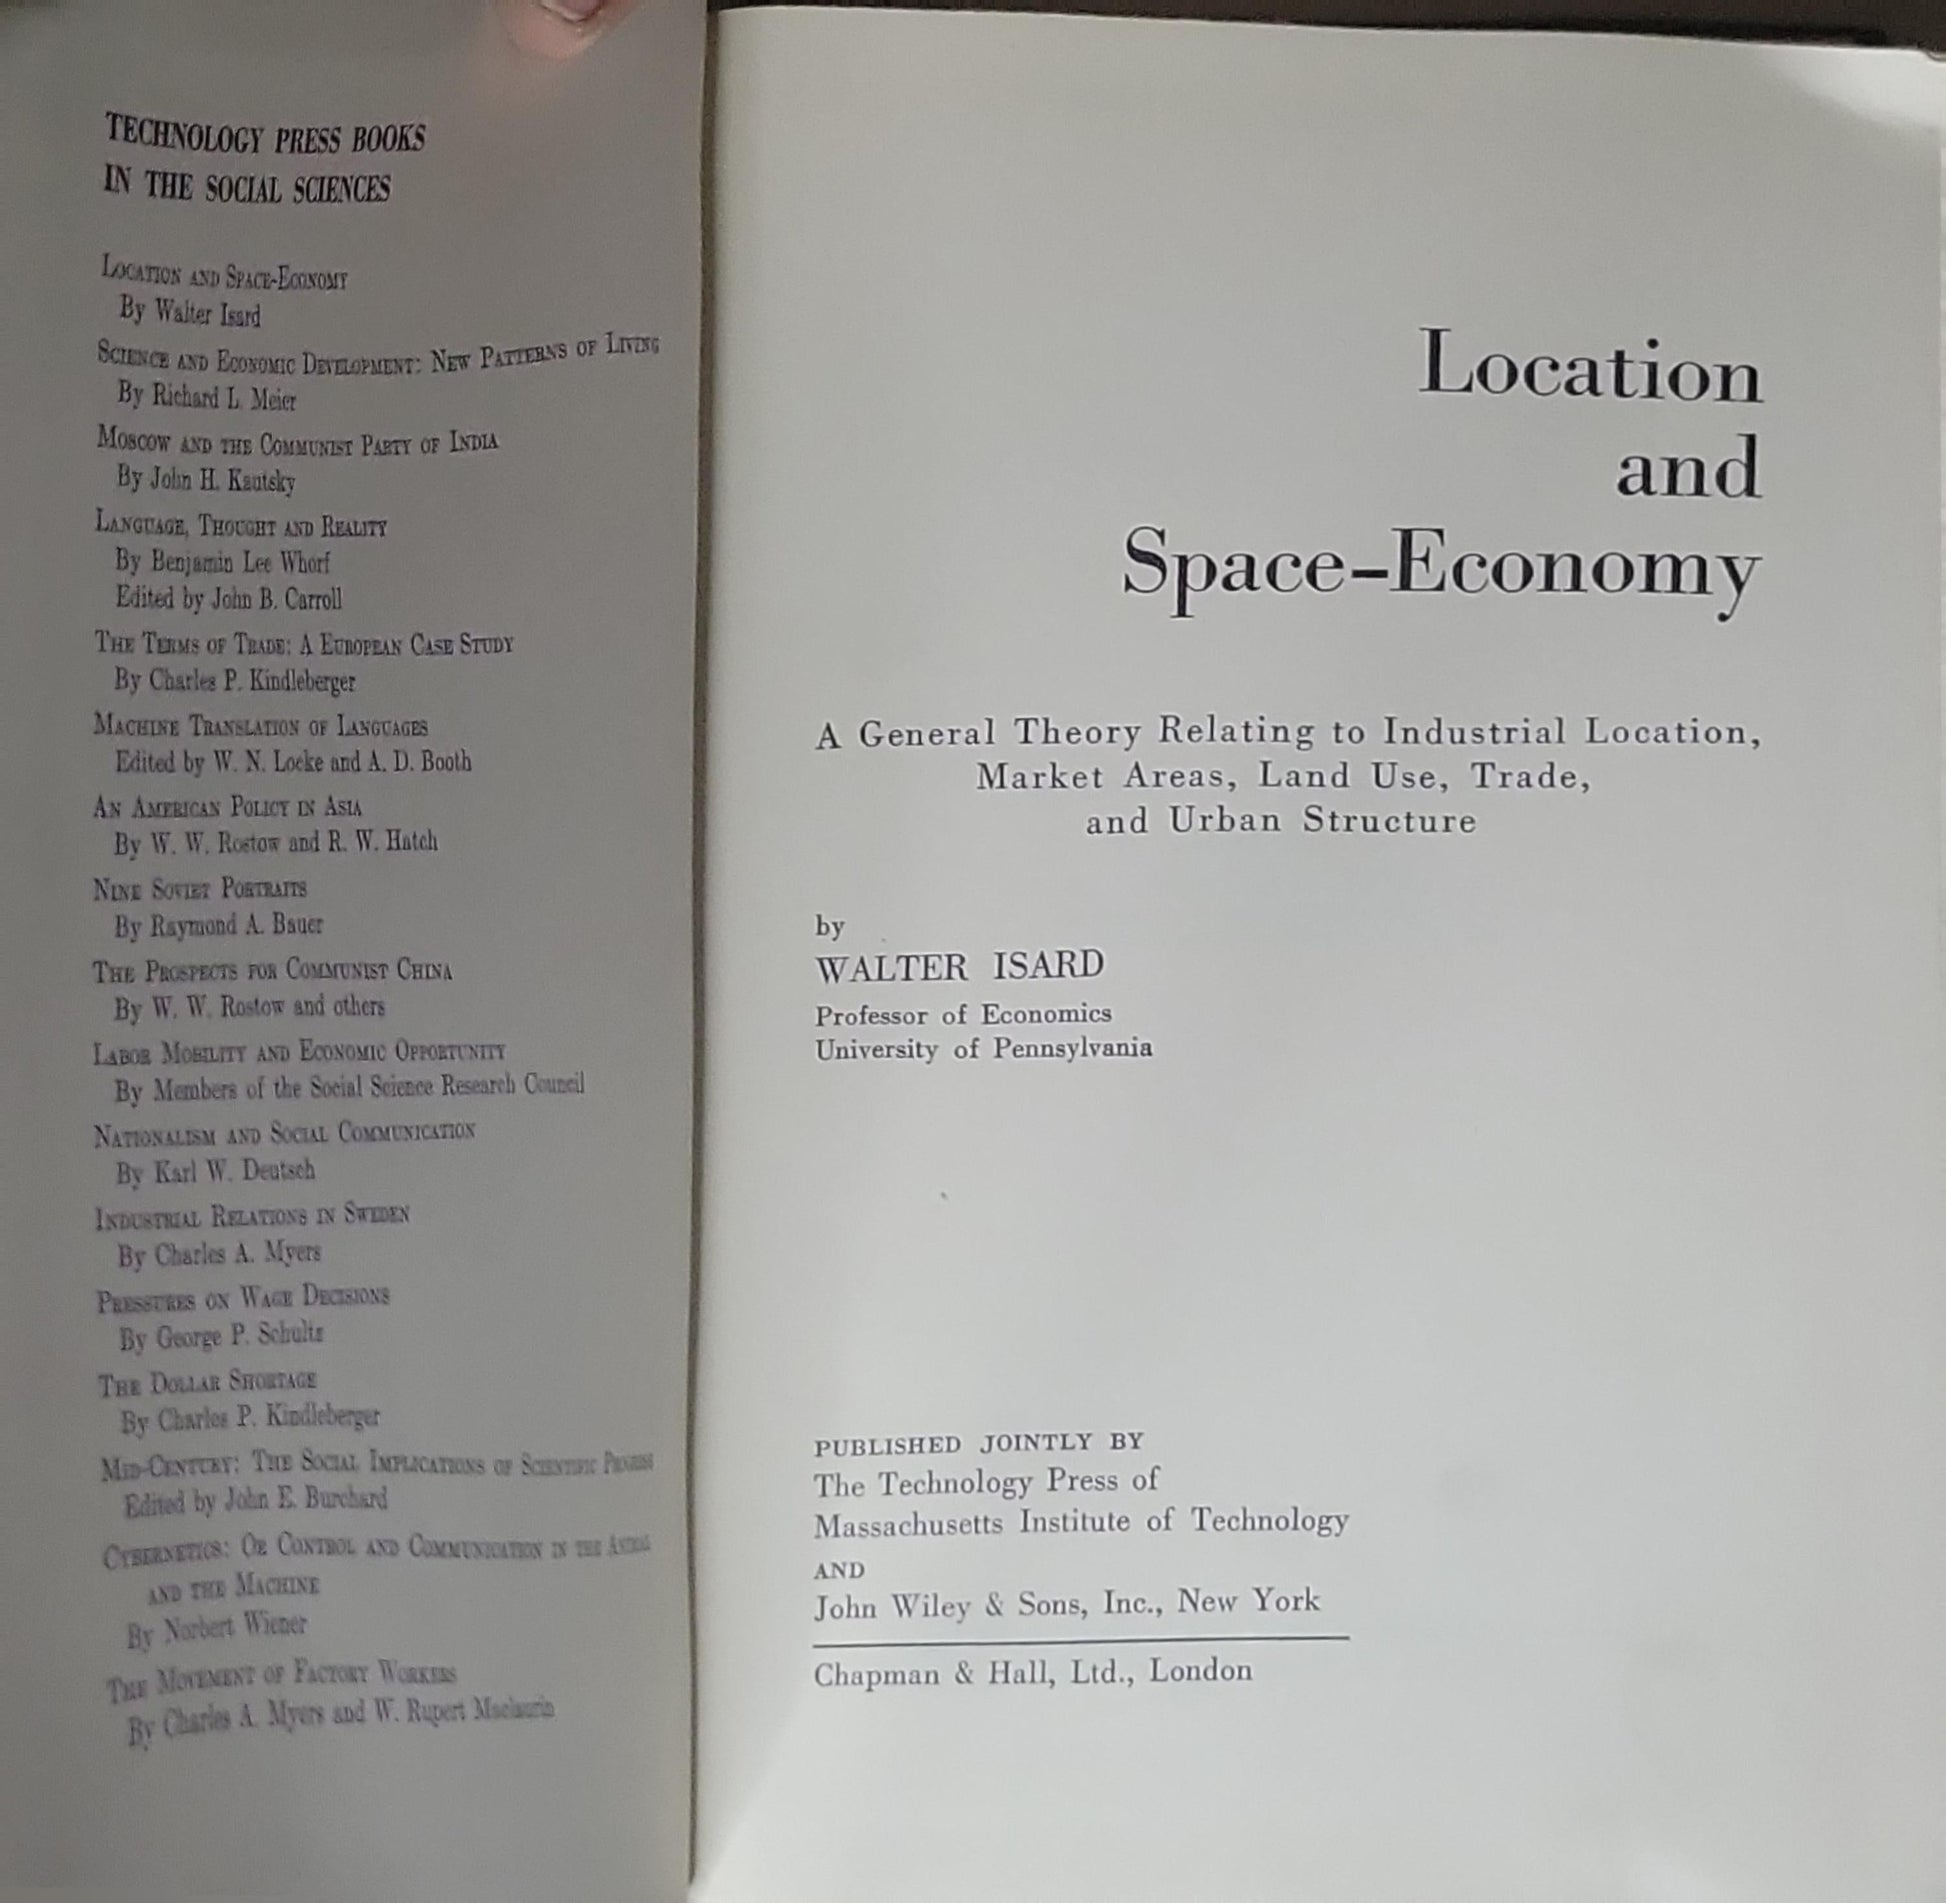 TECHNOLOGY PRESS BOOKS
IN THE SOCIAL SCIENCES
LOCATION AND SPACE-ECONOMY
By Walter Isard
SCIENCE AND ECONOMIC DEVELOPMENT: NEW PATTERNS OF LIVING
By Richard L. Meier
MOSCOW AND THE COMMUNIST PARTY OF INDIA
By John H. Kautsky
LANGUAGE, THOUGHT AND REALITY
By Benjamin Lee Whorf
Edited by John B. Carroll
THE TERMS OF TRADE: A EUROPEAN CASE STUDY
By Charles P. Kindleberger
MACHINE TRANSLATION OF LANGUAGES
Edited by W. N. Locke and A. D. Booth
AN AMERICAN POLICY IN ASIA
By W. W. Rostow and R. W. Hatch
NINE SOVIET PORTRAITS
By Raymond A. Bauer
THE PROSPECTS FOR COMMUNIST CHINA
By W. W. Rostow and others
LABOR MOBILITY AND ECONOMIC OPPORTUNITY
By Members of the Social Science Research Council
NATIONALISM AND SOCIAL COMMUNICATION
By Karl W. Deutsch
INDUSTRIAL RELATIONS IN SWEDEN
By Charles A. Myers
PRESSURES ON WAGE DECISIONS
By George P. Schultz
THE DOLLAR SHORTAGE
By Charles P. Kindleberger
MID-CENTURY: THE SOCIAL IMPLICATIONS OF SCIENTIFIC PROGRESS
Edited by John E. Burchard
CYBERNETICS: OR CONTROL AND COMMUNICATION IN THE ANIMAL
AND THE MACHINE
By Norbert Wiener
THE MOVEMENT OF FACTORY WORKERS
By Charles A. Myers and W. Rupert Maclaurin
Location
and
Space-Economy
A General Theory Relating to Industrial Location,
Market Areas, Land Use, Trade,
and Urban Structure
by
WALTER ISARD
Professor of Economics
University of Pennsylvania
PUBLISHED JOINTLY BY
The Technology Press of
Massachusetts Institute of Technology
AND
John Wiley & Sons, Inc., New York
Chapman & Hall, Ltd., London